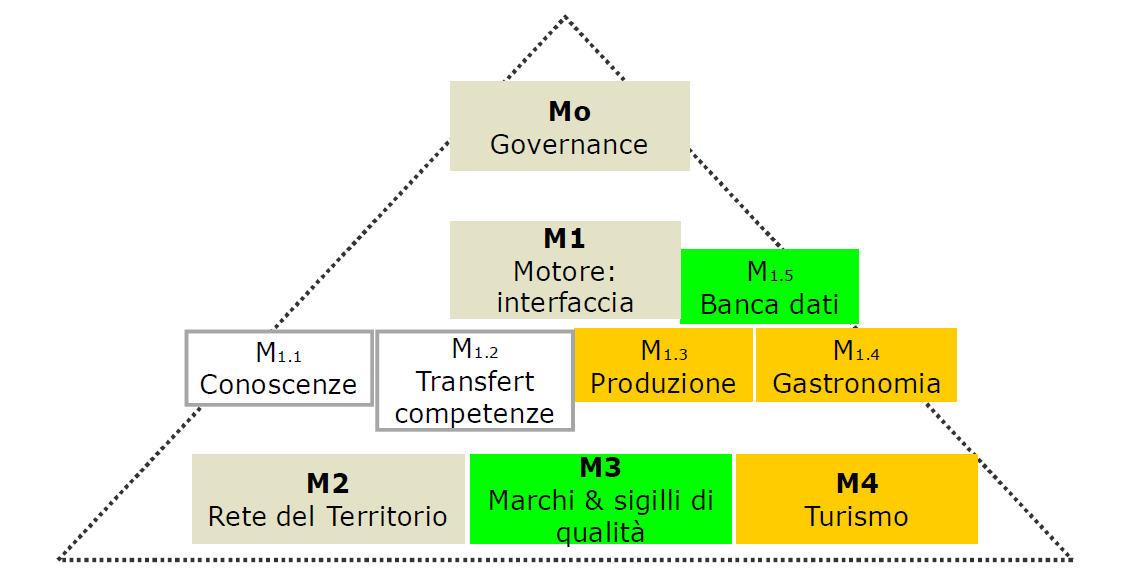 Mo
Governance
M1
Motore:
interfaccia
M1.5
Banca dati
M1.1
Conoscenze
M1.2
Transfert
competenze
M1.3
Produzione
M1.4
Gastronomia
M2
Rete del Territorio
M3
Marchi & sigilli di
qualità
M4
Turismo